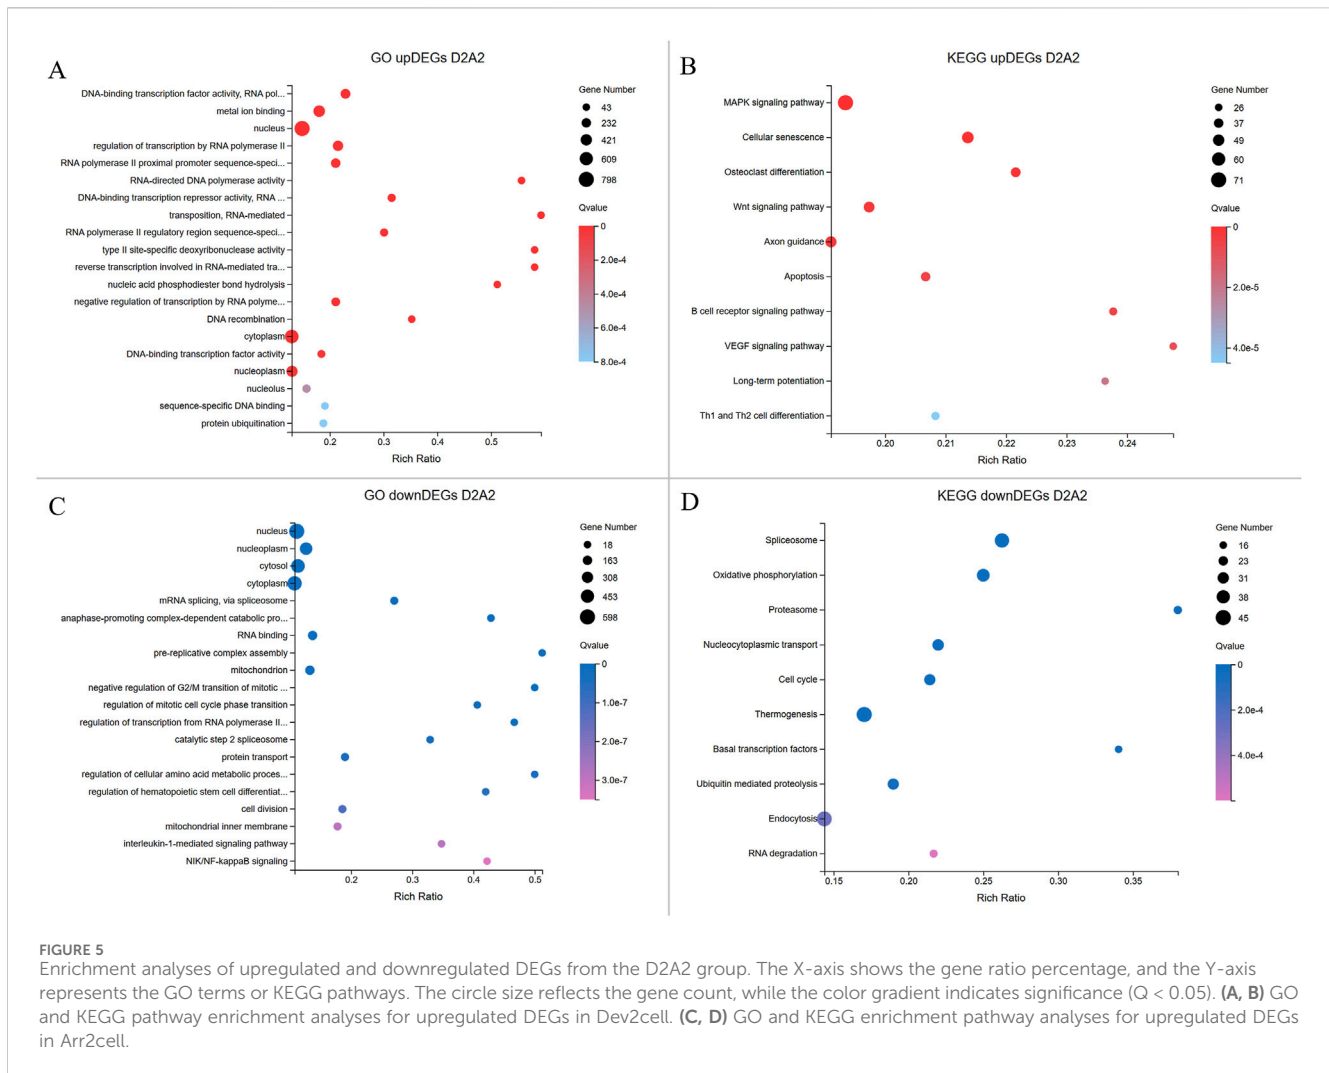 A
GO upDEGs D2A2
DNA-binding transcription factor activity, RNA pol...
metal ion binding
nucleus
regulation of transcription by RNA polymerase II
RNA polymerase II proximal promoter sequence-speci...
RNA-directed DNA polymerase activity
DNA-binding transcription repressor activity, RNA ...
transposition, RNA-mediated
RNA polymerase II regulatory region sequence-speci...
type II site-specific deoxyribonuclease activity
reverse transcription involved in RNA-mediated tra...
nucleic acid phosphodiester bond hydrolysis
negative regulation of transcription by RNA polyme...
DNA recombination
cytoplasm
DNA-binding transcription factor activity
nucleoplasm
nucleolus
sequence-specific DNA binding
protein ubiquitination
0.2 0.3 0.4 0.5
Rich Ratio
Gene Number
43
232
421
609
798
Qvalue
0
2.0e-4
4.0e-4
6.0e-4
8.0e-4
B
KEGG upDEGs D2A2
MAPK signaling pathway
Cellular senescence
Osteoclast differentiation
Wnt signaling pathway
Axon guidance
Apoptosis
B cell receptor signaling pathway
VEGF signaling pathway
Long-term potentiation
Th1 and Th2 cell differentiation
0.20 0.21 0.22 0.23 0.24
Rich Ratio
Gene Number
26
37
49
60
71
Qvalue
0
2.0e-5
4.0e-5
C
GO downDEGs D2A2
nucleus
nucleoplasm
cytosol
cytoplasm
mRNA splicing, via spliceosome
anaphase-promoting complex-dependent catabolic pro...
RNA binding
pre-replicative complex assembly
mitochondrion
negative regulation of G2/M transition of mitotic ...
regulation of mitotic cell cycle phase transition
regulation of transcription from RNA polymerase II...
catalytic step 2 spliceosome
protein transport
regulation of cellular amino acid metabolic proces...
regulation of hematopoietic stem cell differentiat...
cell division
mitochondrial inner membrane
interleukin-1-mediated signaling pathway
NIK/NF-kappaB signaling
0.2 0.3 0.4 0.5
Rich Ratio
Gene Number
18
163
308
453
598
Qvalue
0
1.0e-7
2.0e-7
3.0e-7
D
KEGG downDEGs D2A2
Spliceosome
Oxidative phosphorylation
Proteasome
Nucleocytoplasmic transport
Cell cycle
Thermogenesis
Basal transcription factors
Ubiquitin mediated proteolysis
Endocytosis
RNA degradation
0.15 0.20 0.25 0.30 0.35
Rich Ratio
Gene Number
16
23
31
38
45
Qvalue
0
2.0e-4
4.0e-4
FIGURE 5
Enrichment analyses of upregulated and downregulated DEGs from the D2A2 group. The X-axis shows the gene ratio percentage, and the Y-axis
represents the GO terms or KEGG pathways. The circle size reflects the gene count, while the color gradient indicates significance (Q < 0.05). (A, B) GO
and KEGG pathway enrichment analyses for upregulated DEGs in Dev2cell. (C, D) GO and KEGG enrichment pathway analyses for upregulated DEGs
in Arr2cell.